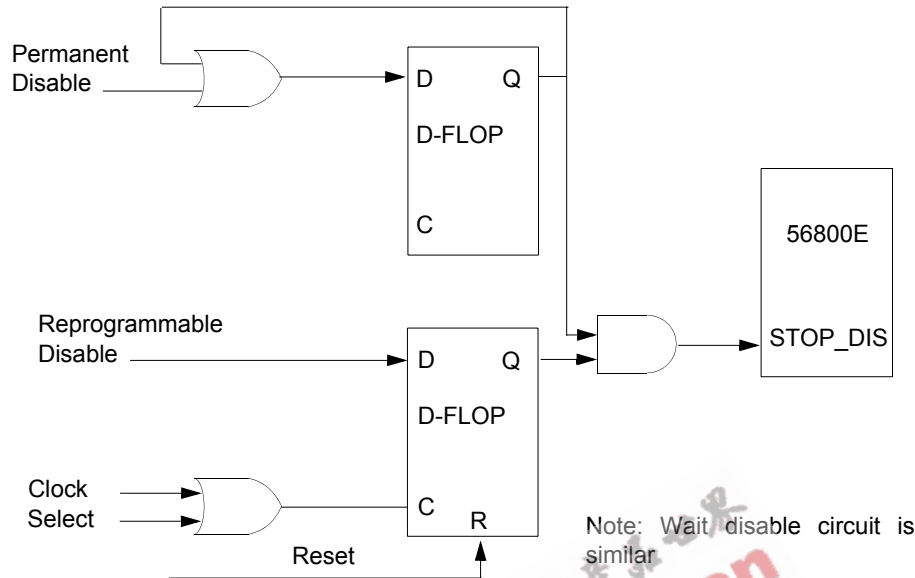 Permanent
Disable
D Q
D-FLOP
C
56800E
STOP_DIS
Reprogrammable
Disable
D Q
D-FLOP
C
R
Clock
Select
Reset
Note: Wait disable circuit is
similar